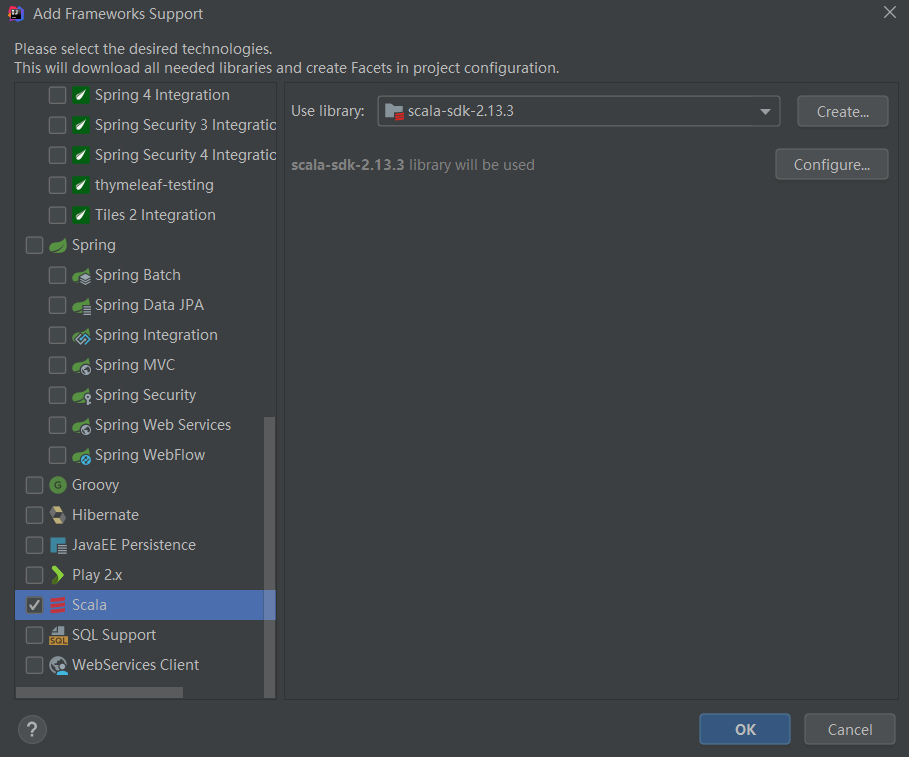 Add Frameworks Support
Please select the desired technologies.
This will download all needed libraries and create Facets in project configuration.
Spring 4 Integration
Spring Security 3 Integratic
Spring Security 4 Integratic
thymeleaf-testing
Tiles 2 Integration
Spring
Spring Batch
Spring Data JPA
Spring Integration
Spring MVC
Spring Security
Spring Web Services
Spring WebFlow
G Groovy
Hibernate
JavaEE Persistence
Play 2.x
Scala
SQL SQL Support
WebServices Client
Use library: scala-sdk-2.13.3 Create...
scala-sdk-2.13.3 library will be used Configure...
? OK Cancel